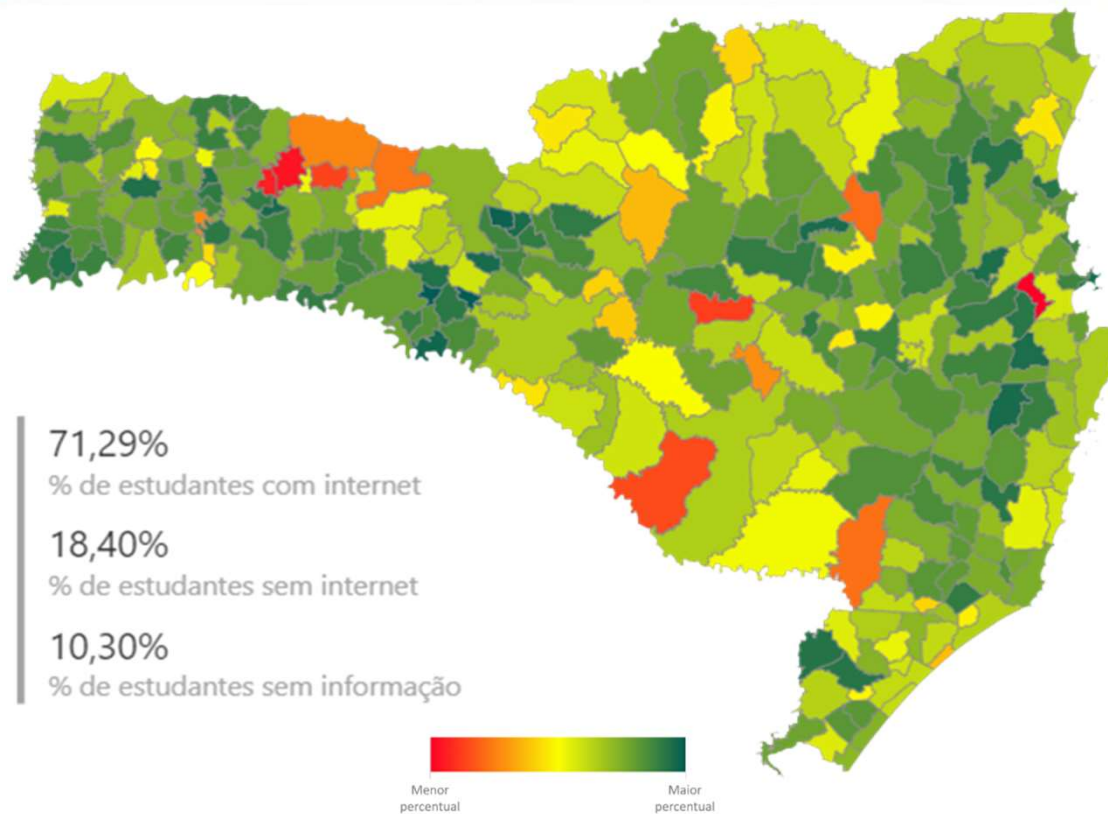 71,29%
% de estudantes com internet
18,40%
% de estudantes sem internet
10,30%
% de estudantes sem informação
Menor
percentual
Maior
percentual